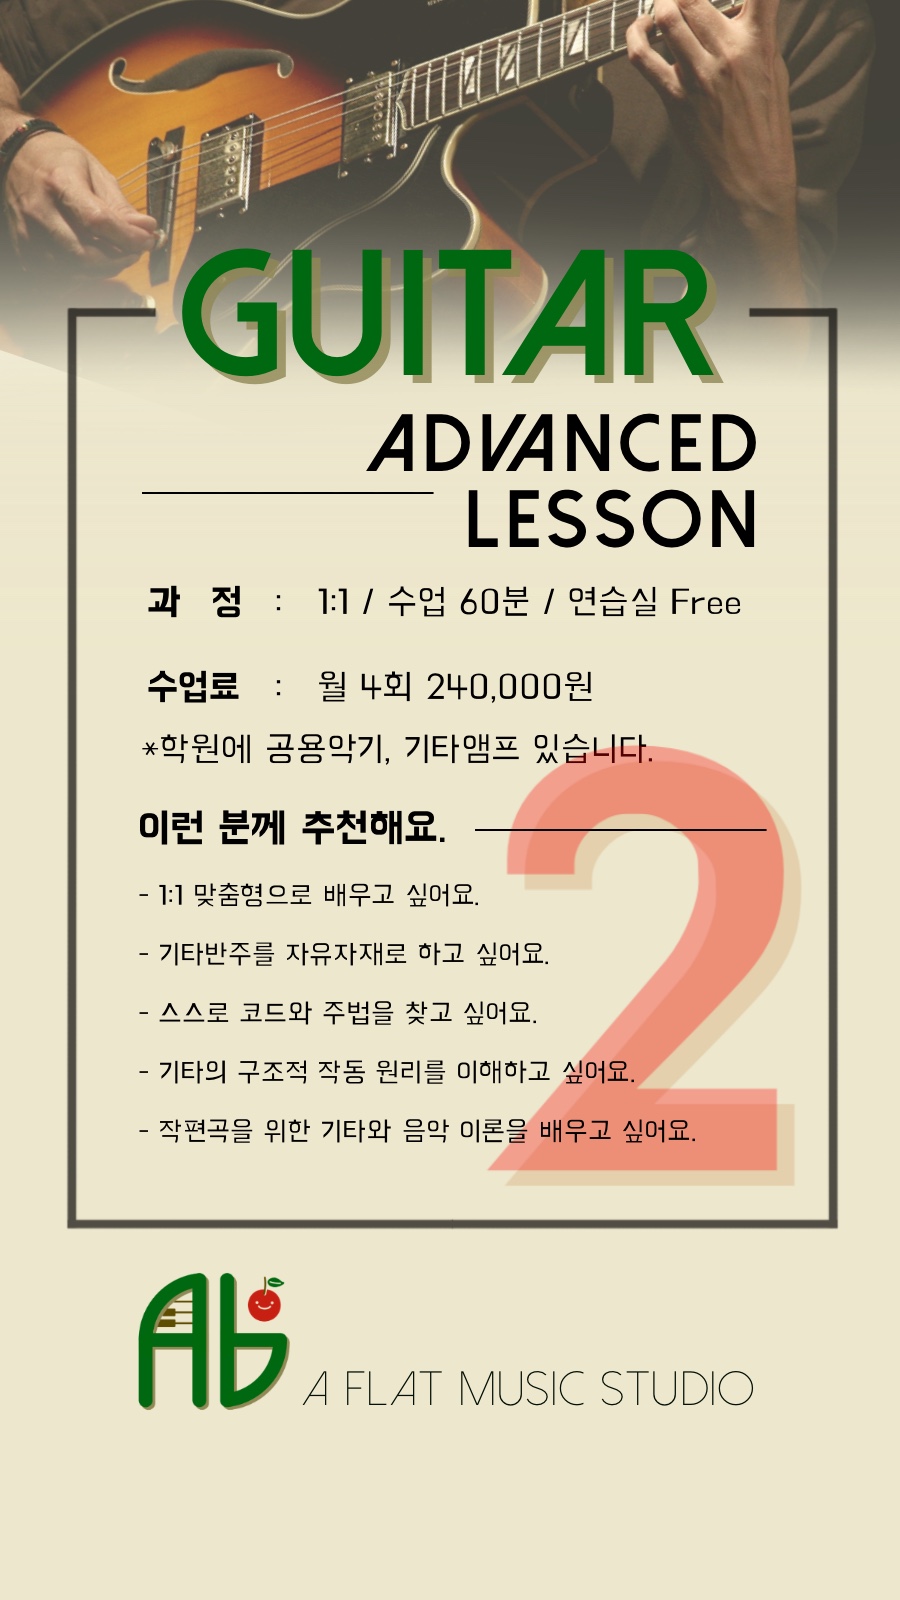 GUITAR
ADVANCED
LESSON
과 정 : 1:1 / 수업 60분 / 연습실 Free
수업료 : 월 4회 240,000원
*학원에 공용악기, 기타앰프 있습니다.
이런 분께 추천해요.
- 1:1 맞춤형으로 배우고 싶어요.
- 기타반주를 자유자재로 하고 싶어요.
- 스스로 코드와 주법을 찾고 싶어요.
- 기타의 구조적 작동 원리를 이해하고 싶어요.
- 작편곡을 위한 기타와 음악 이론을 배우고 싶어요.
2
Ab
A FLAT MUSIC STUDIO